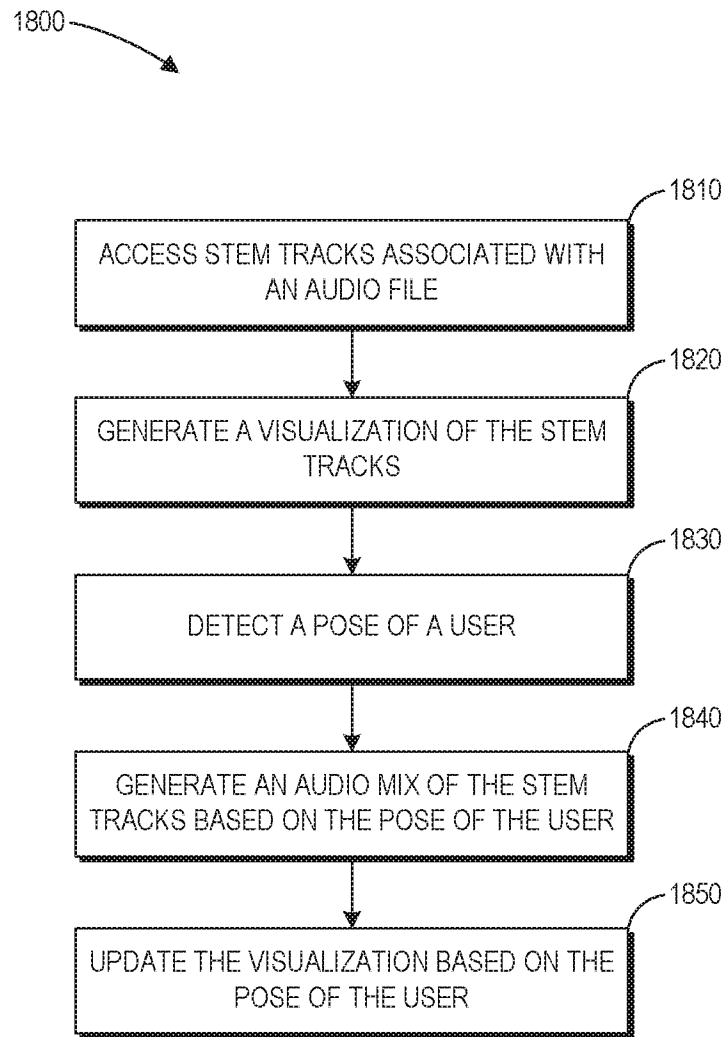 1800
1810
ACCESS STEM TRACKS ASSOCIATED WITH
AN AUDIO FILE
1820
GENERATE A VISUALIZATION OF THE STEM
TRACKS
1830
DETECT A POSE OF A USER
1840
GENERATE AN AUDIO MIX OF THE STEM
TRACKS BASED ON THE POSE OF THE USER
1850
UPDATE THE VISUALIZATION BASED ON THE
POSE OF THE USER